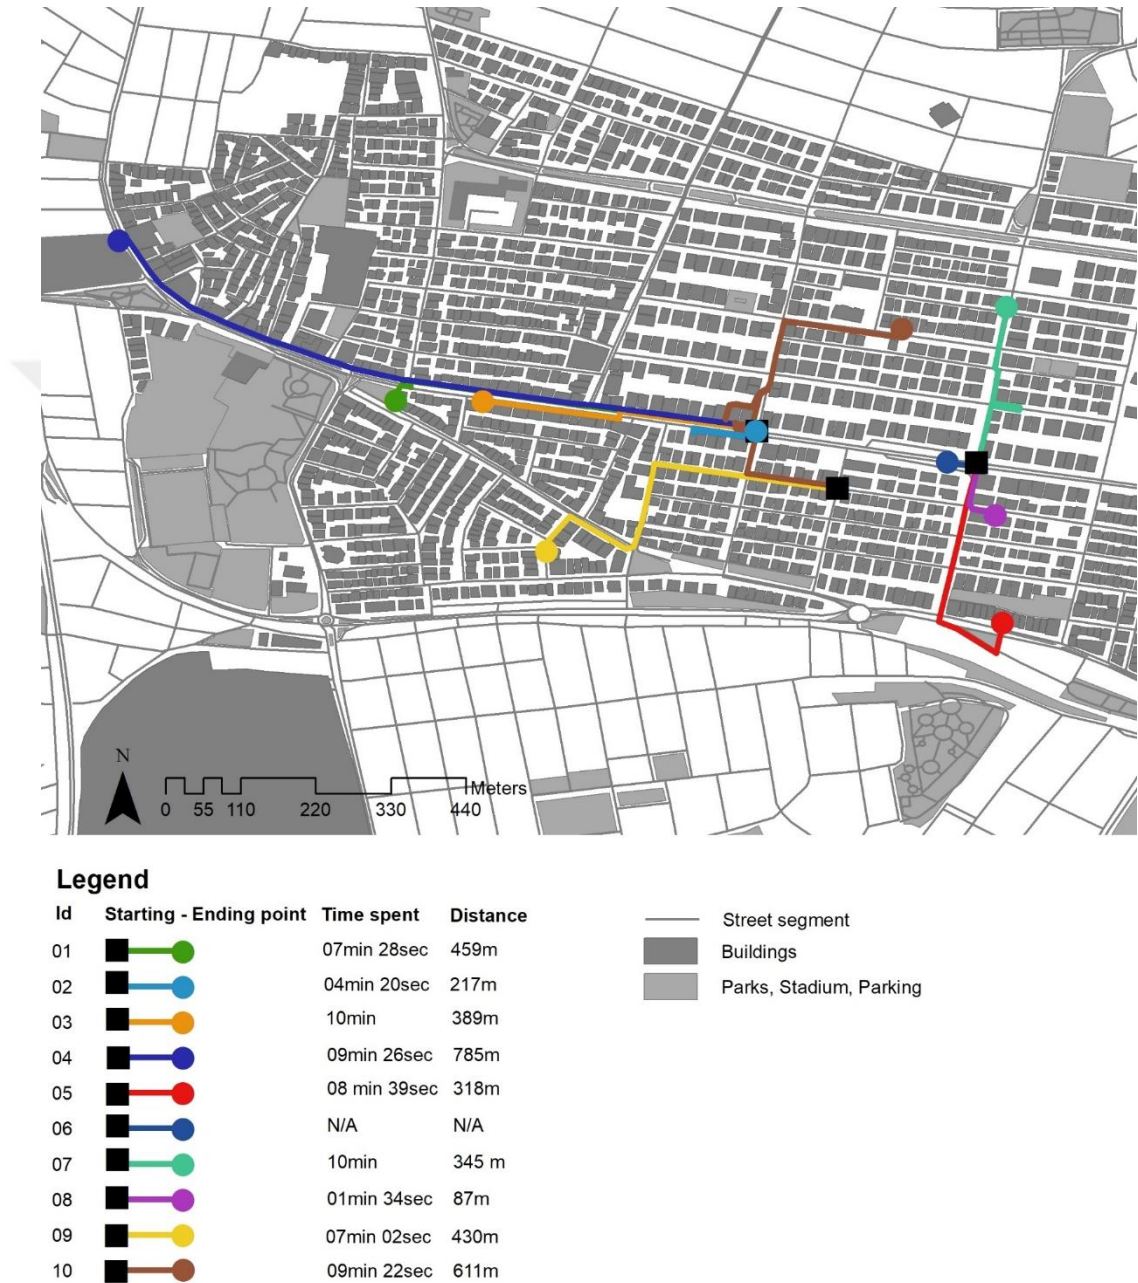 N
Meters
0 55 110 220 330 440
Legend
Id Starting - Ending point Time spent Distance
01 07min 28sec 459m
02 04min 20sec 217m
03 10min 389m
04 09min 26sec 785m
05 08 min 39sec 318m
06 N/A N/A
07 10min 345 m
08 01min 34sec 87m
09 07min 02sec 430m
10 09min 22sec 611m
Street segment
Buildings
Parks, Stadium, Parking